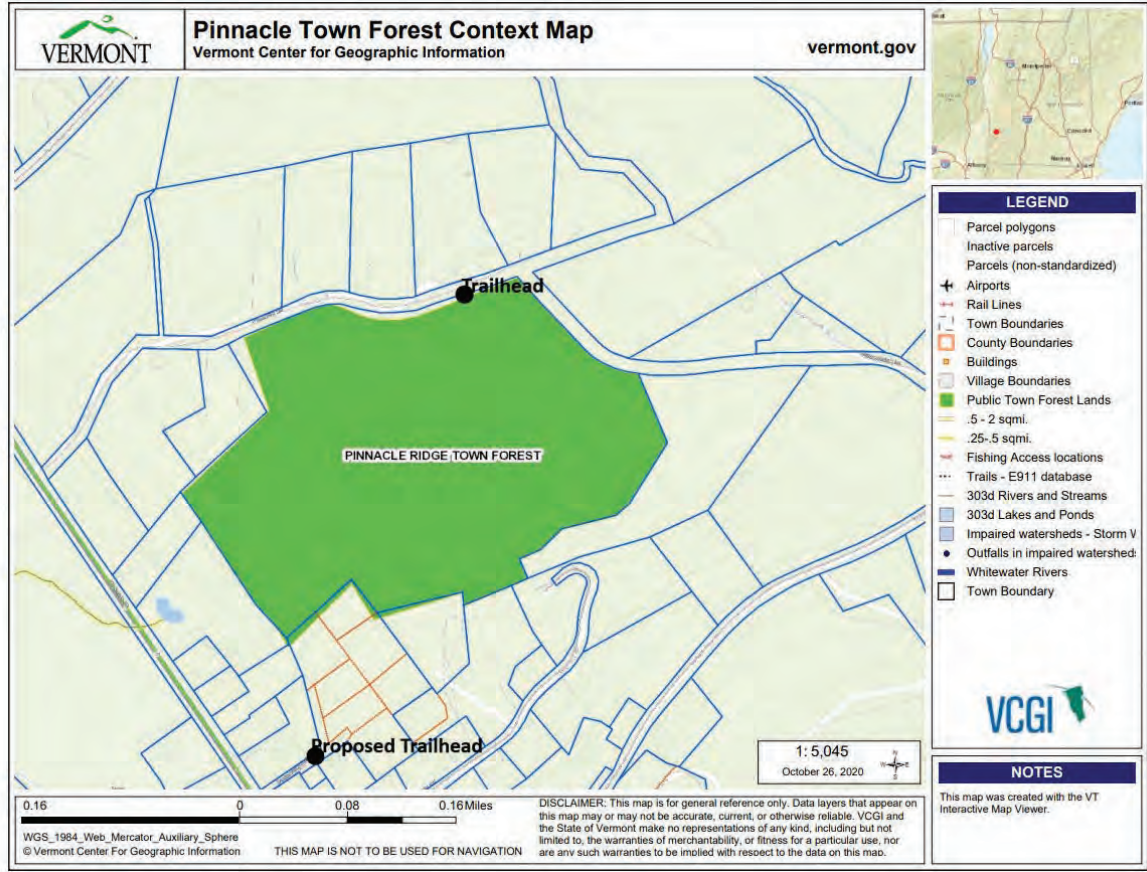 VERMONT
Pinnacle Town Forest Context Map
Vermont Center for Geographic Information
vermont.gov
Montpelier
Concord
Albany
Trailhead
PINNACLE RIDGE TOWN FOREST
Proposed Trailhead
1: 5,045
October 26, 2020
N
W
E
S
LEGEND
Parcel polygons
Inactive parcels
Parcels (non-standardized)
Airports
Rail Lines
Town Boundaries
County Boundaries
Buildings
Village Boundaries
Public Town Forest Lands
.5 - 2 sqmi.
.25-.5 sqmi.
Fishing Access locations
Trails - E911 database
303d Rivers and Streams
303d Lakes and Ponds
Impaired watersheds - Storm
Outfalls in impaired watersheds
Whitewater Rivers
Town Boundary
VCGI
NOTES
This map was created with the VT
Interactive Map Viewer.
0.16 0 0.08 0.16 Miles
WGS_1984_Web_Mercator_Auxiliary_Sphere
© Vermont Center For Geographic Information
THIS MAP IS NOT TO BE USED FOR NAVIGATION
DISCLAIMER: This map is for general reference only. Data layers that appear on
this map may or may not be accurate, current, or otherwise reliable. VCGI and
the State of Vermont make no representations of any kind, including but not
limited to, the warranties of merchantability, or fitness for a particular use, nor
are any such warranties to be implied with respect to the data on this map.